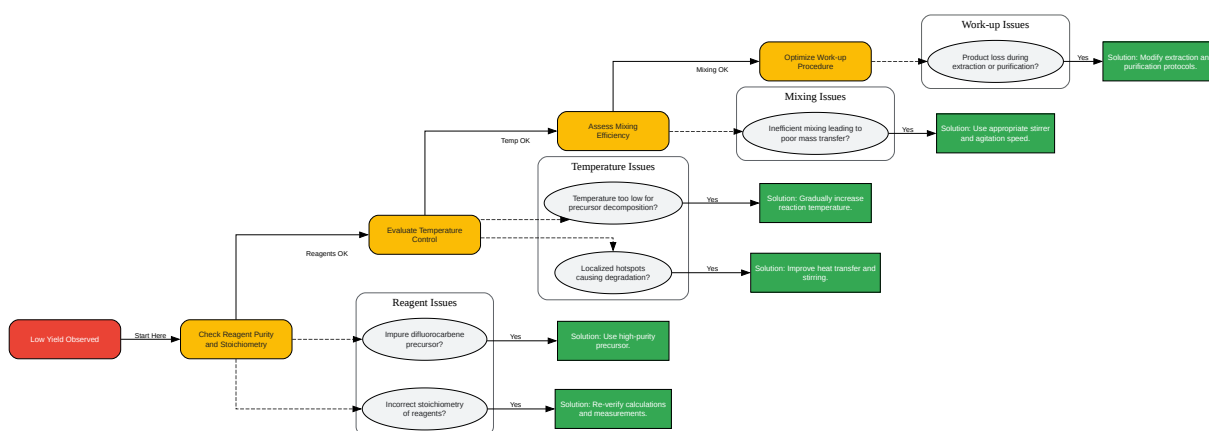 Work-up Issues
Optimize Work-up
Procedure
Product loss during
extraction or purification?
Yes
Solution: Modify extraction an
purification protocols.
Mixing OK
Mixing Issues
Assess Mixing
Efficiency
Inefficient mixing leading to
poor mass transfer?
Yes
Solution: Use appropriate stirrer
and agitation speed.
Temp OK
Temperature Issues
Temperature too low for
precursor decomposition?
Yes
Solution: Gradually increase
reaction temperature.
Evaluate Temperature
Control
Localized hotspots
causing degradation?
Yes
Solution: Improve heat transfer and
stirring.
Reagents OK
Reagent Issues
Low Yield Observed
Start Here
Check Reagent Purity
and Stoichiometry
Impure difluorocarbene
precursor?
Yes
Solution: Use high-purity
precursor.
Incorrect stoichiometry
of reagents?
Yes
Solution: Re-verify calculations
and measurements.